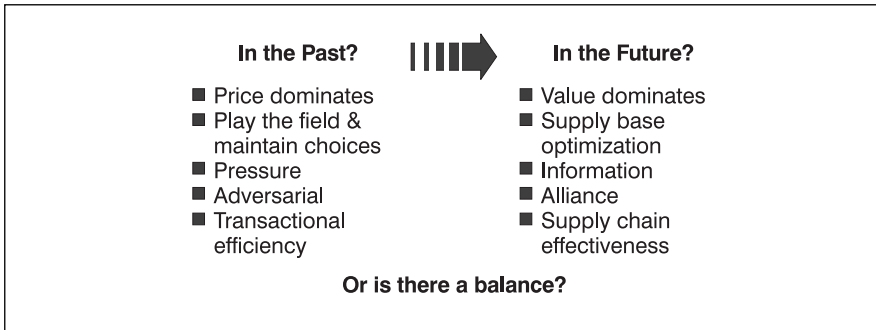 In the Past?
In the Future?
■ Price dominates
■ Play the field &
maintain choices
■ Pressure
■ Adversarial
■ Transactional
efficiency
■ Value dominates
■ Supply base
optimization
■ Information
■ Alliance
■ Supply chain
effectiveness
Or is there a balance?